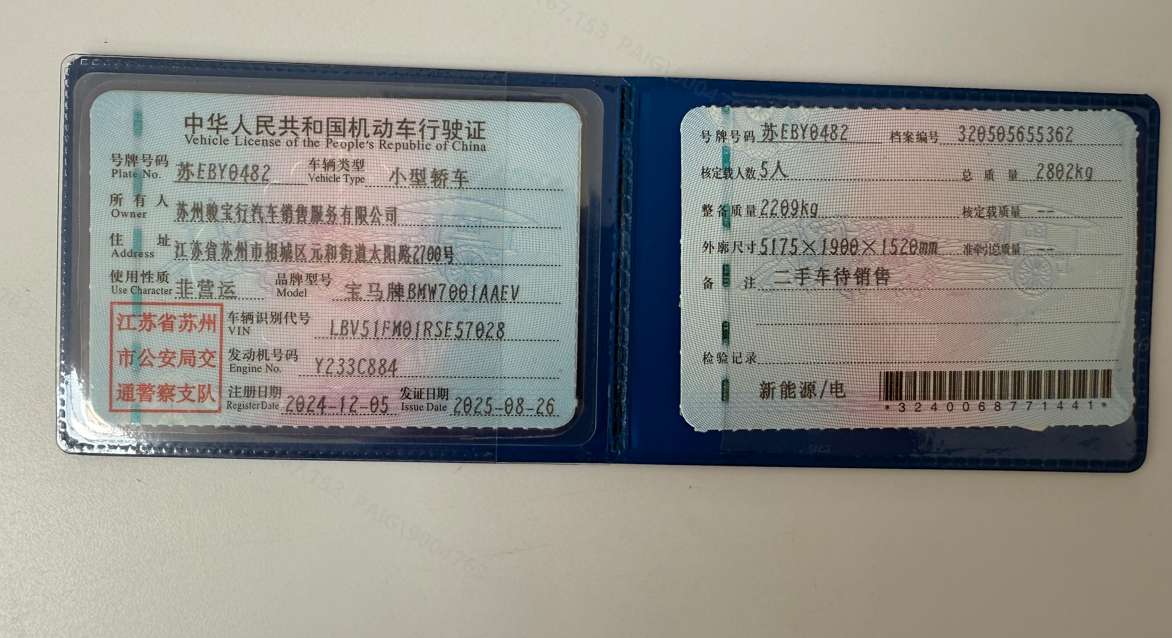 中华人民共和国机动车行驶证
Vehicle License of the People's Republic of China
号牌号码 Plate No. 苏EBY0482 车辆类型 Vehicle Type 小型轿车
所有人 Owner 苏州骏宝行汽车销售服务有限公司
住址 Address 江苏省苏州市相城区元和街道太阳路2700号
使用性质 Use Character 非营运 品牌型号 Model 宝马牌BMW7001AAEV
江苏省苏州
市公安局交
通警察支队
车辆识别代号 VIN LBV51FM01RSE57028
发动机号码 Engine No. Y233C884
注册日期 Register Date 2024-12-05 发证日期 Issue Date 2025-08-26
号牌号码 苏EBY0482 档案编号 320505655362
核定载人数 5人 总质量 2802kg
整备质量 2209kg 核定载质量 --
外廓尺寸 5175×1900×1520mm 准牵引总质量 --
备注 二手车待销售
检验记录
新能源/电
*3240068771441*